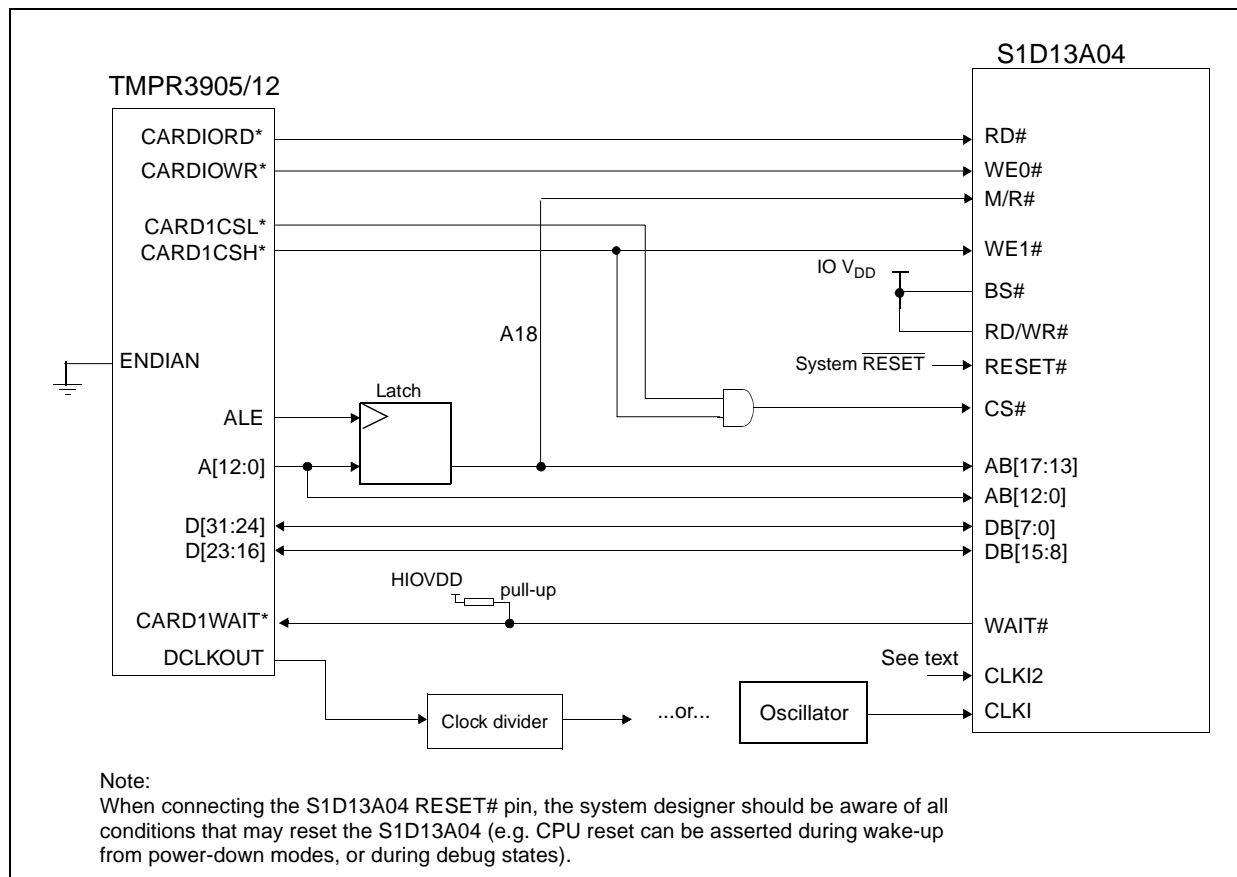 S1D13A04
TMPR3905/12
CARDIORD*
RD#
CARDIOWR*
WE0#
M/R#
CARD1CSL*
CARD1CSH*
WE1#
IO VDD
BS#
A18
RD/WR#
ENDIAN
System RESET
RESET#
Latch
ALE
CS#
A[12:0]
AB[17:13]
AB[12:0]
D[31:24]
DB[7:0]
D[23:16]
DB[15:8]
HIOVDD
pull-up
CARD1WAIT*
WAIT#
DCLKOUT
See text
CLKI2
Clock divider
...or...
Oscillator
CLKI
Note:
When connecting the S1D13A04 RESET# pin, the system designer should be aware of all
conditions that may reset the S1D13A04 (e.g. CPU reset can be asserted during wake-up
from power-down modes, or during debug states).